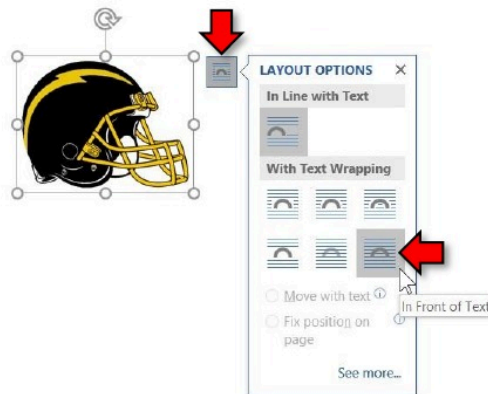 LAYOUT OPTIONS
In Line with Text
With Text Wrapping
Move with text
Fix position on
page
In Front of Text
See more...